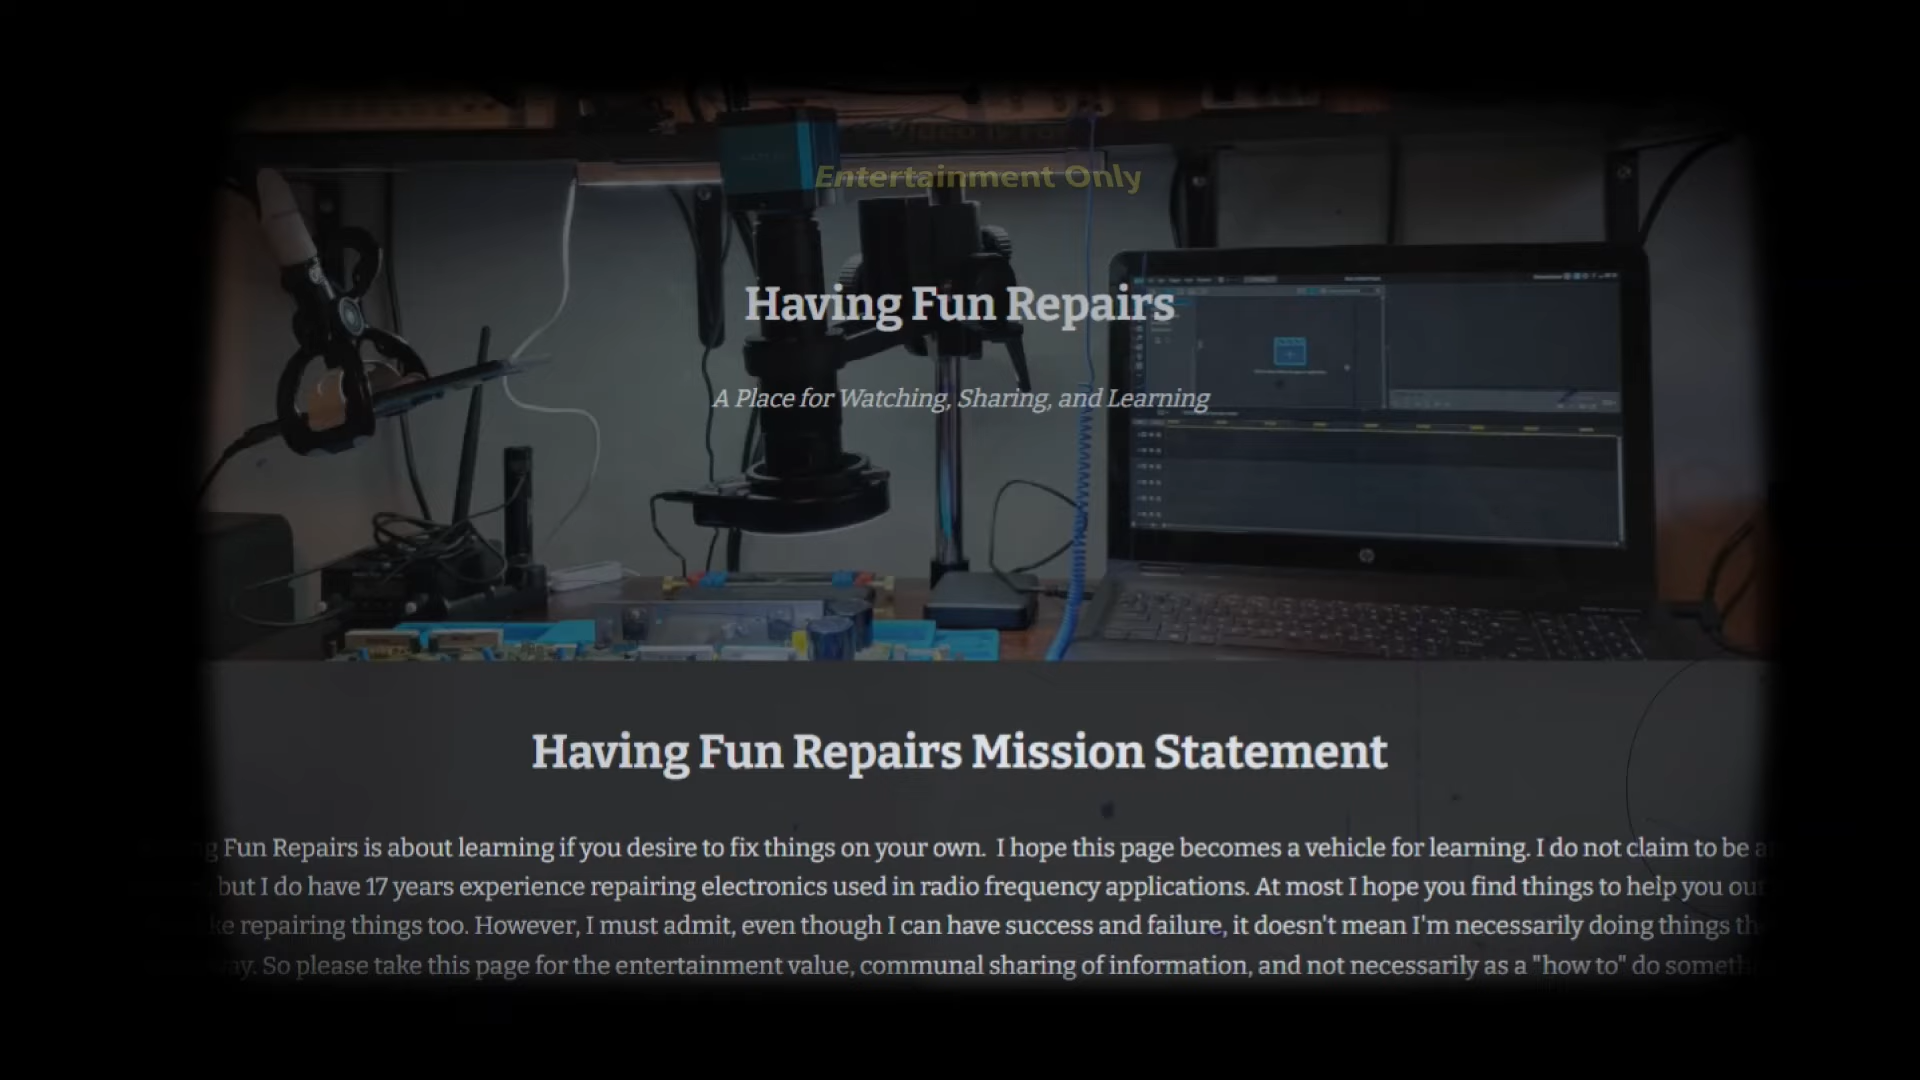 Video is For
Entertainment Only
Having Fun Repairs
A Place for Watching, Sharing, and Learning
Having Fun Repairs Mission Statement
Fun Repairs is about learning if you desire to fix things on your own. I hope this page becomes a vehicle for learning. I do not claim to be
but I do have 17 years experience repairing electronics used in radio frequency applications. At most I hope you find things to help you out
repairing things too. However, I must admit, even though I can have success and failure, it doesn't mean I'm necessarily doing things
So please take this page for the entertainment value, communal sharing of information, and not necessarily as a "how to" do